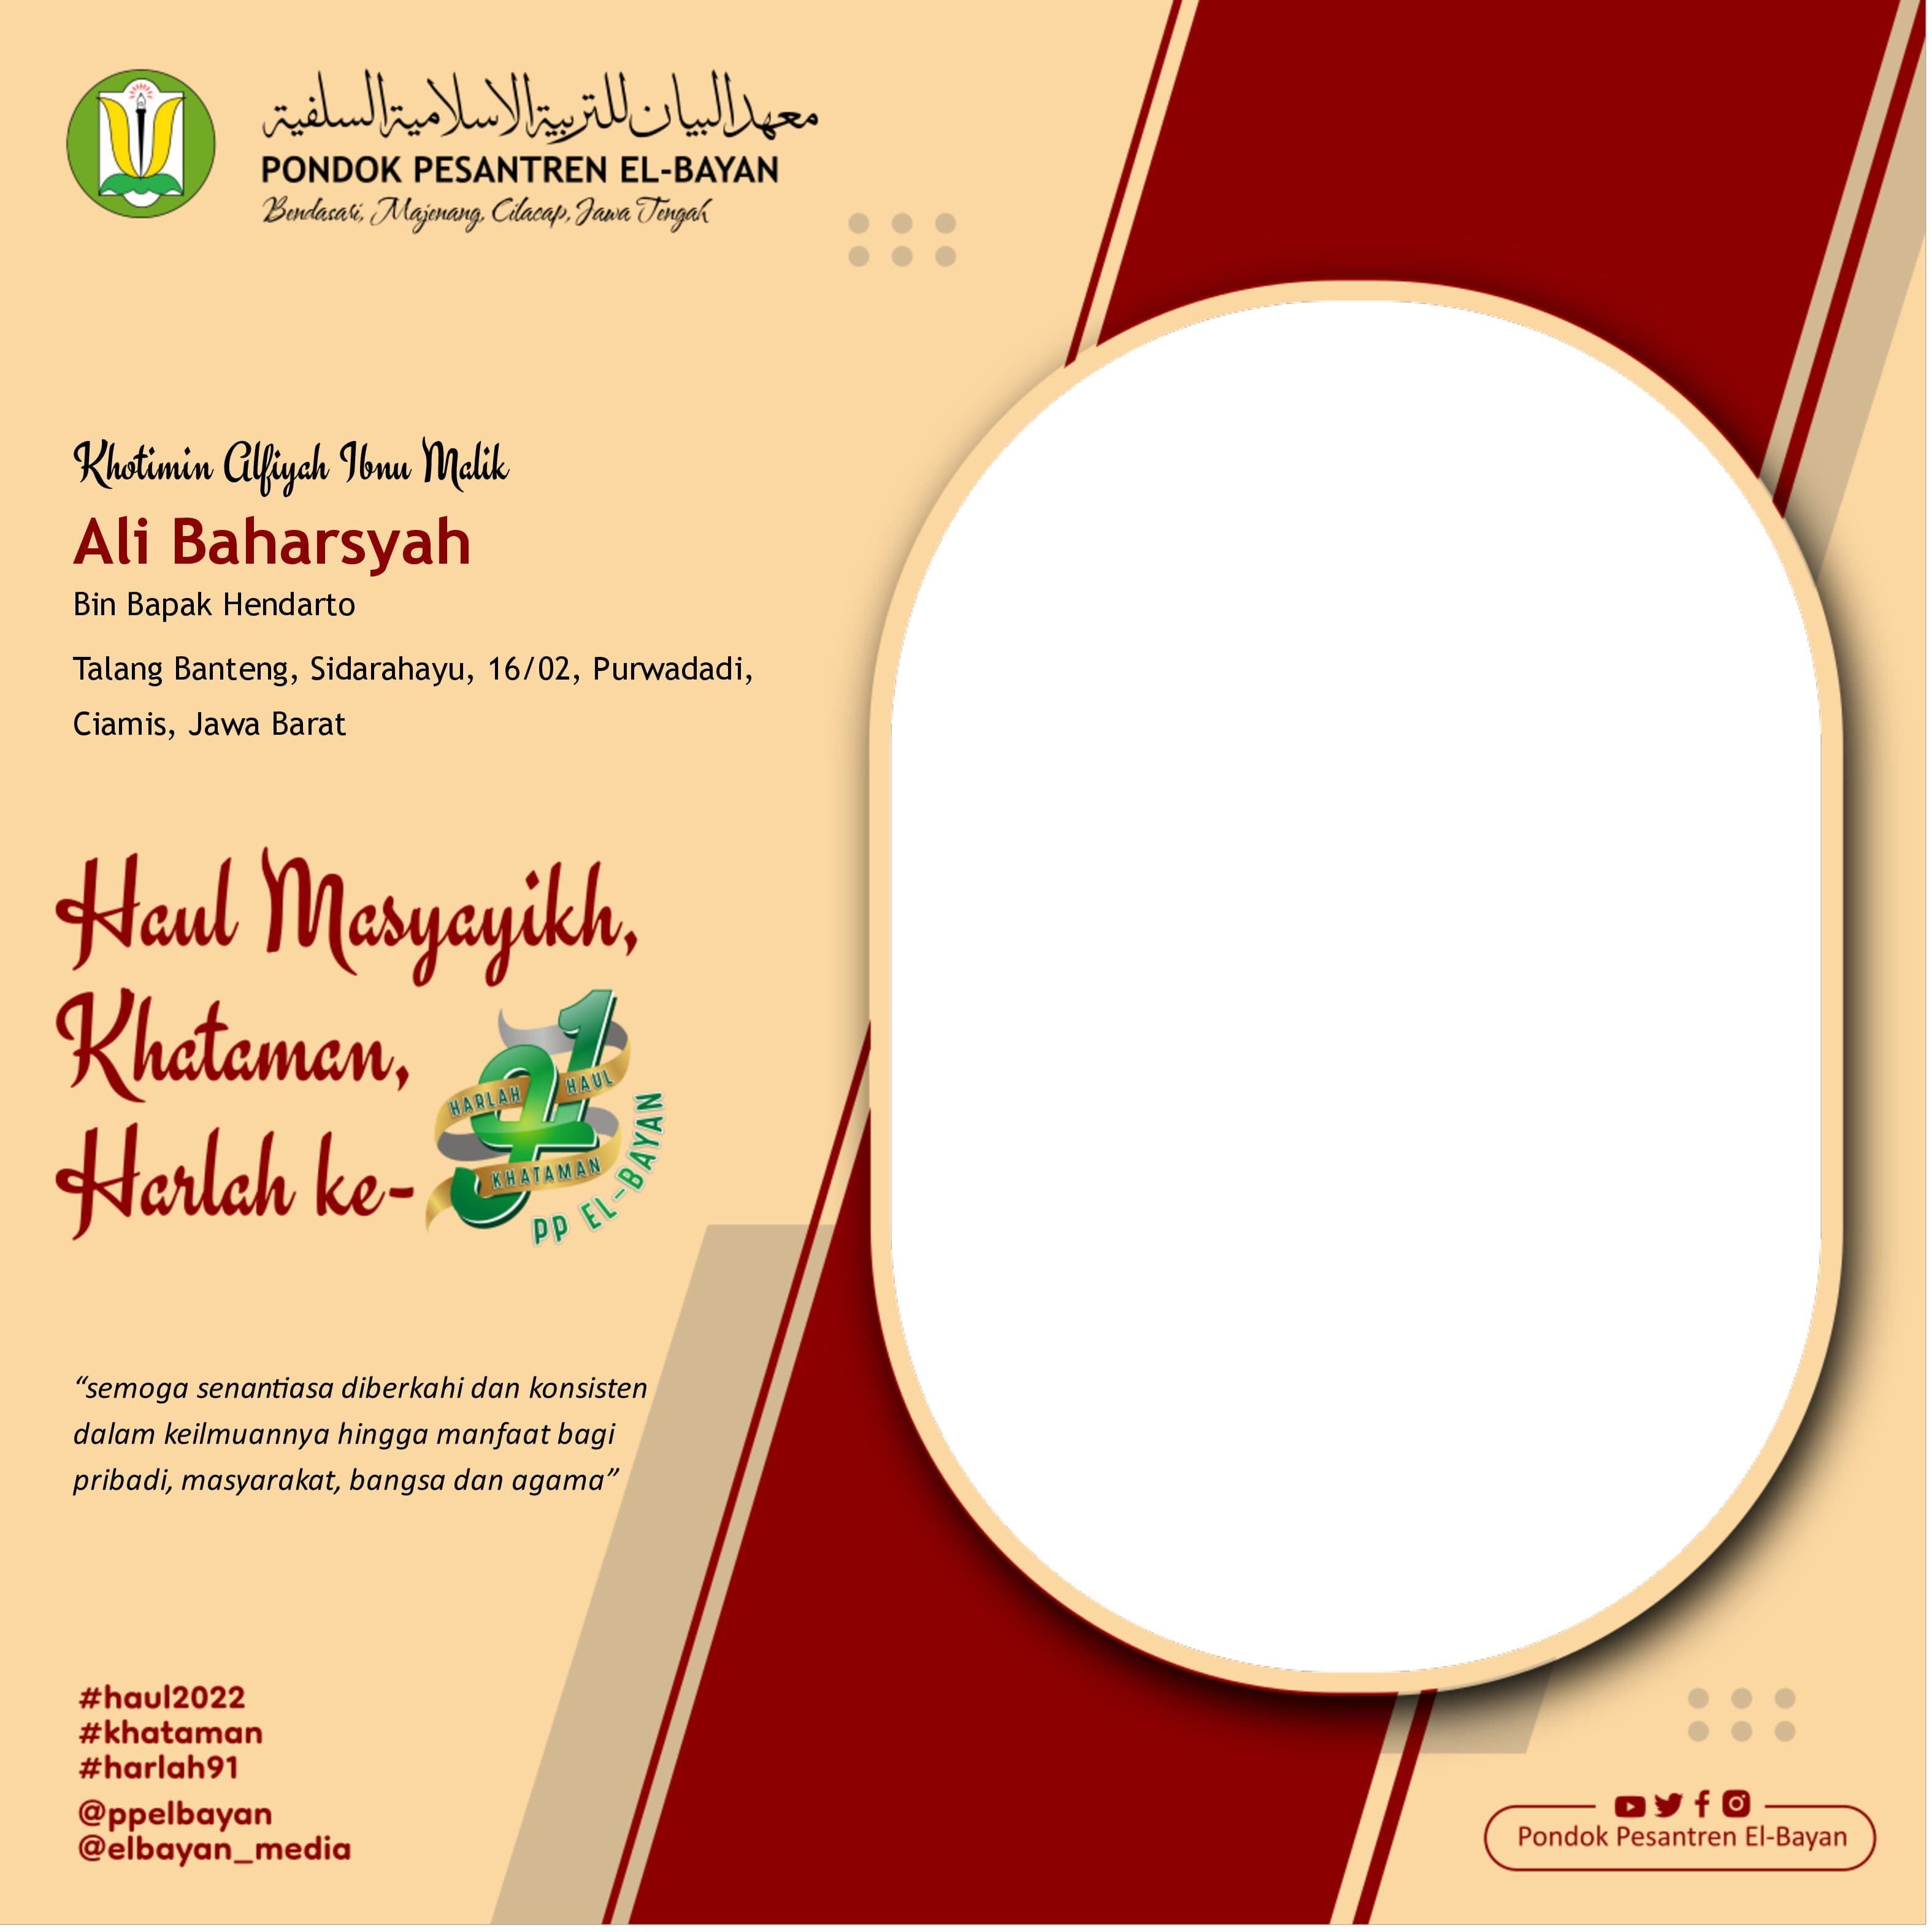 معهد البيان للتربية الاسلامية السلفية
PONDOK PESANTREN EL-BAYAN
Bendasari, Majenang, Cilacap, Jawa Tengah
Khotimin Alfiyah Ibnu Malik
Ali Baharsyah
Bin Bapak Hendarto
Talang Banteng, Sidarahayu, 16/02, Purwadadi,
Ciamis, Jawa Barat
Haul Masyayikh,
Khataman,
Harlah ke-
91
HARLAH HAUL
KHATAMAN
PP EL-BAYAN
“semoga senantiasa diberkahi dan konsisten
dalam keilmuannya hingga manfaat bagi
pribadi, masyarakat, bangsa dan agama”
#haul2022
#khataman
#harlah91
@ppelbayan
@elbayan_media
Pondok Pesantren El-Bayan